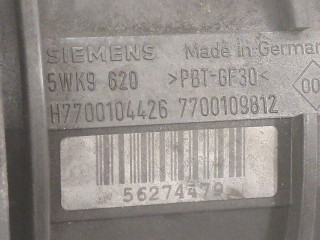 SIEMENS Made in German
5WK9 620 >PBT-GF30<
H7700104426 7700109812
56274479